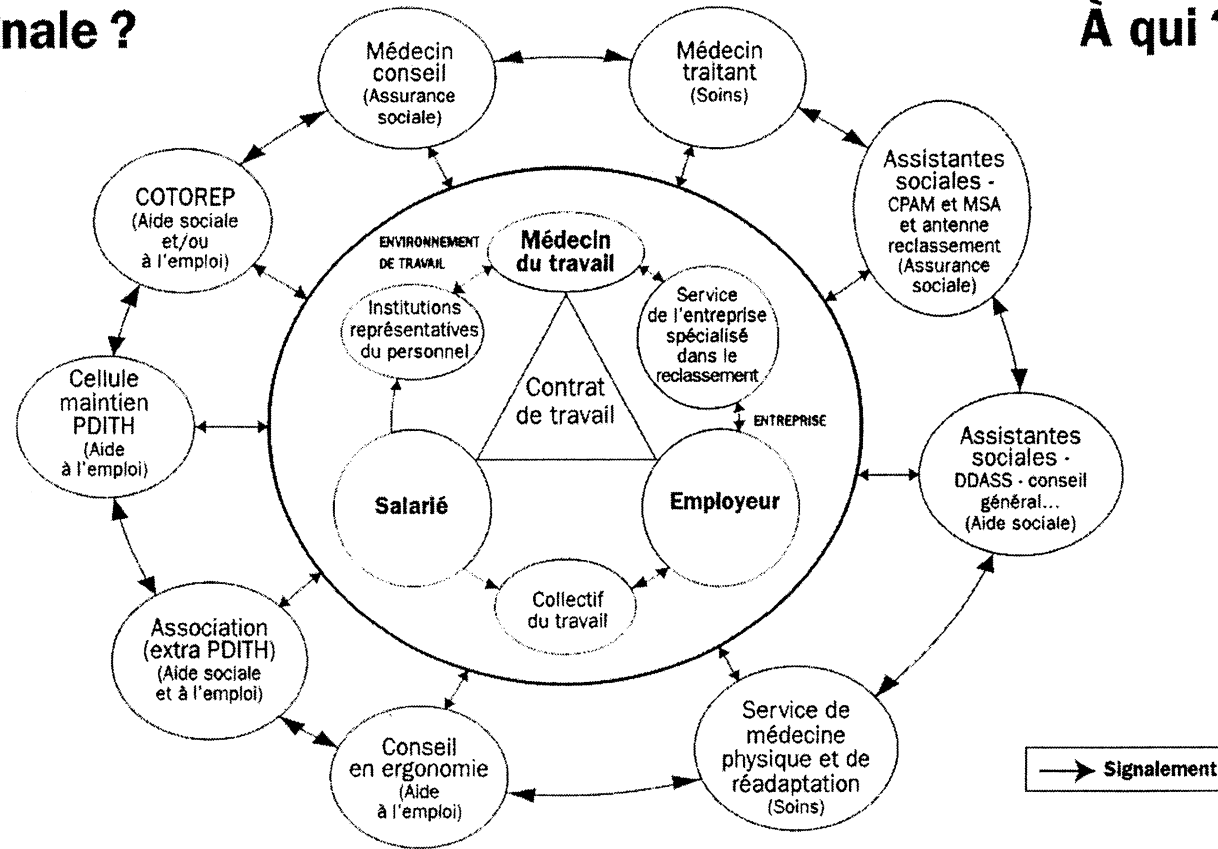 nale ?
À qui
Médecin
conseil
(Assurance
sociale)
Médecin
traitant
(Soins)
Assistantes
sociales -
CPAM et MSA
et antenne
reclassement
(Assurance
sociale)
COTOREP
(Aide sociale
et/ou
à l'emploi)
ENVIRONNEMENT
DE TRAVAIL
Médecin
du travail
Institutions
représentatives
du personnel
Service
de l'entreprise
spécialisé
dans le
reclassement
Contrat
de travail
ENTREPRISE
Cellule
maintien
PDITH
(Aide
à l'emploi)
Assistantes
sociales -
DDASS - conseil
général...
(Aide sociale)
Salarié
Employeur
Collectif
du travail
Association
(extra PDITH)
(Aide sociale
et à l'emploi)
Conseil
en ergonomie
(Aide
à l'emploi)
Service de
médecine
physique et de
réadaptation
(Soins)
Signalement